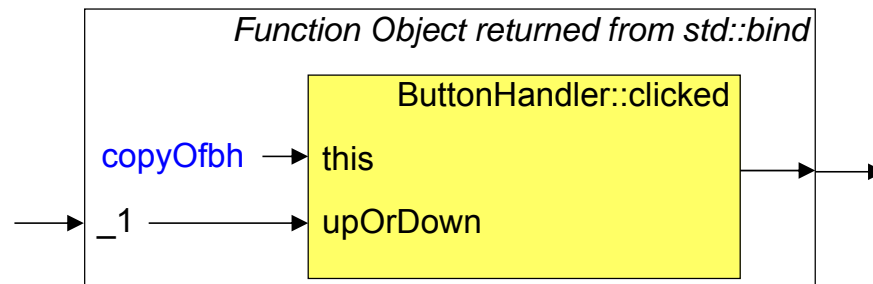 Function Object returned from std::bind
ButtonHandler::clicked
copyOfbh this
_1 upOrDown